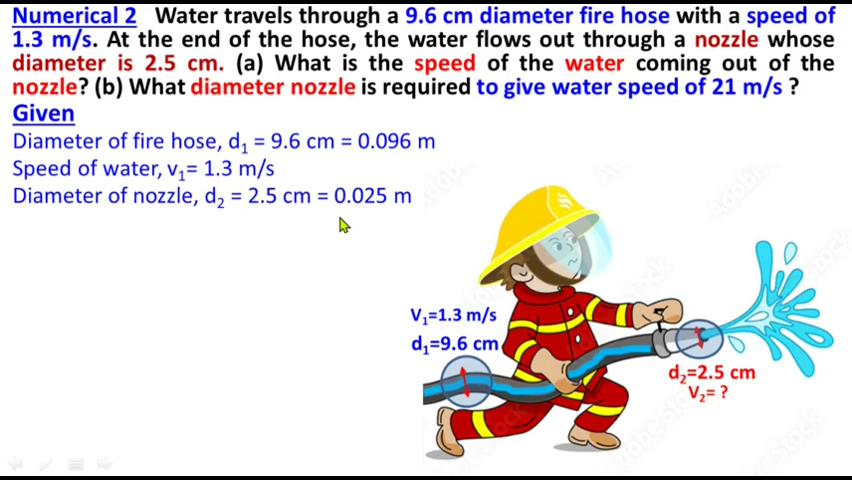 Numerical 2 Water travels through a 9.6 cm diameter fire hose with a speed of
1.3 m/s. At the end of the hose, the water flows out through a nozzle whose
diameter is 2.5 cm. (a) What is the speed of the water coming out of the
nozzle? (b) What diameter nozzle is required to give water speed of 21 m/s ?
Given
Diameter of fire hose, d₁ = 9.6 cm = 0.096 m
Speed of water, v₁= 1.3 m/s
Diameter of nozzle, d₂ = 2.5 cm = 0.025 m
V₁=1.3 m/s
d₁=9.6 cm
d₂=2.5 cm
V₂= ?